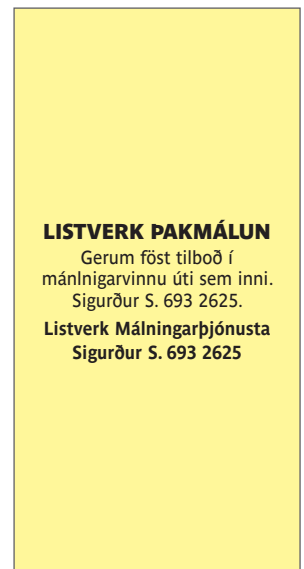 LISTVERK ÞAKMÁLUN
Gerum föst tilboð í
mánlnigarvinnu úti sem inni.
Sigurður S. 693 2625.
Listverk Málningarþjónusta
Sigurður S. 693 2625